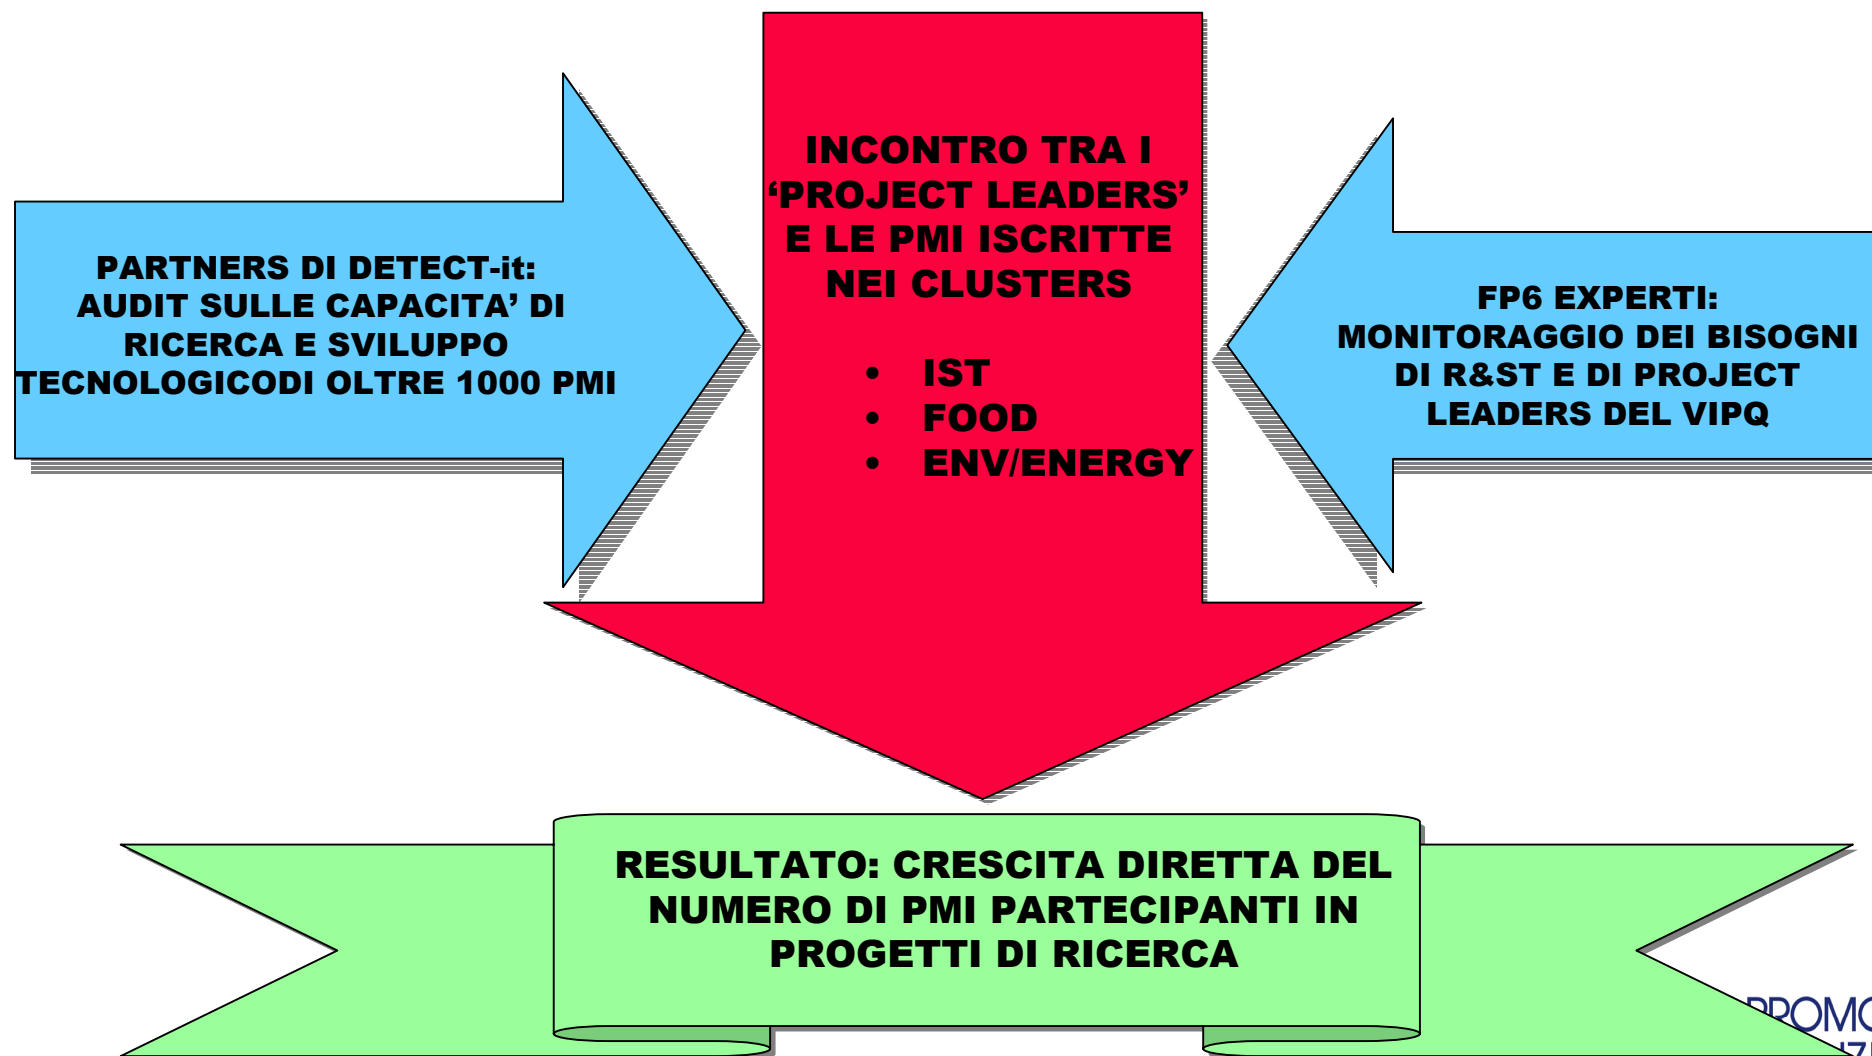 PARTNERS DI DETECT-it:
AUDIT SULLE CAPACITA’ DI
RICERCA E SVILUPPO
TECNOLOGICODI OLTRE 1000 PMI
INCONTRO TRA I
‘PROJECT LEADERS’
E LE PMI ISCRITTE
NEI CLUSTERS
• IST
• FOOD
• ENV/ENERGY
FP6 EXPERTI:
MONITORAGGIO DEI BISOGNI
DI R&ST E DI PROJECT
LEADERS DEL VIPQ
RESULTATO: CRESCITA DIRETTA DEL
NUMERO DI PMI PARTECIPANTI IN
PROGETTI DI RICERCA